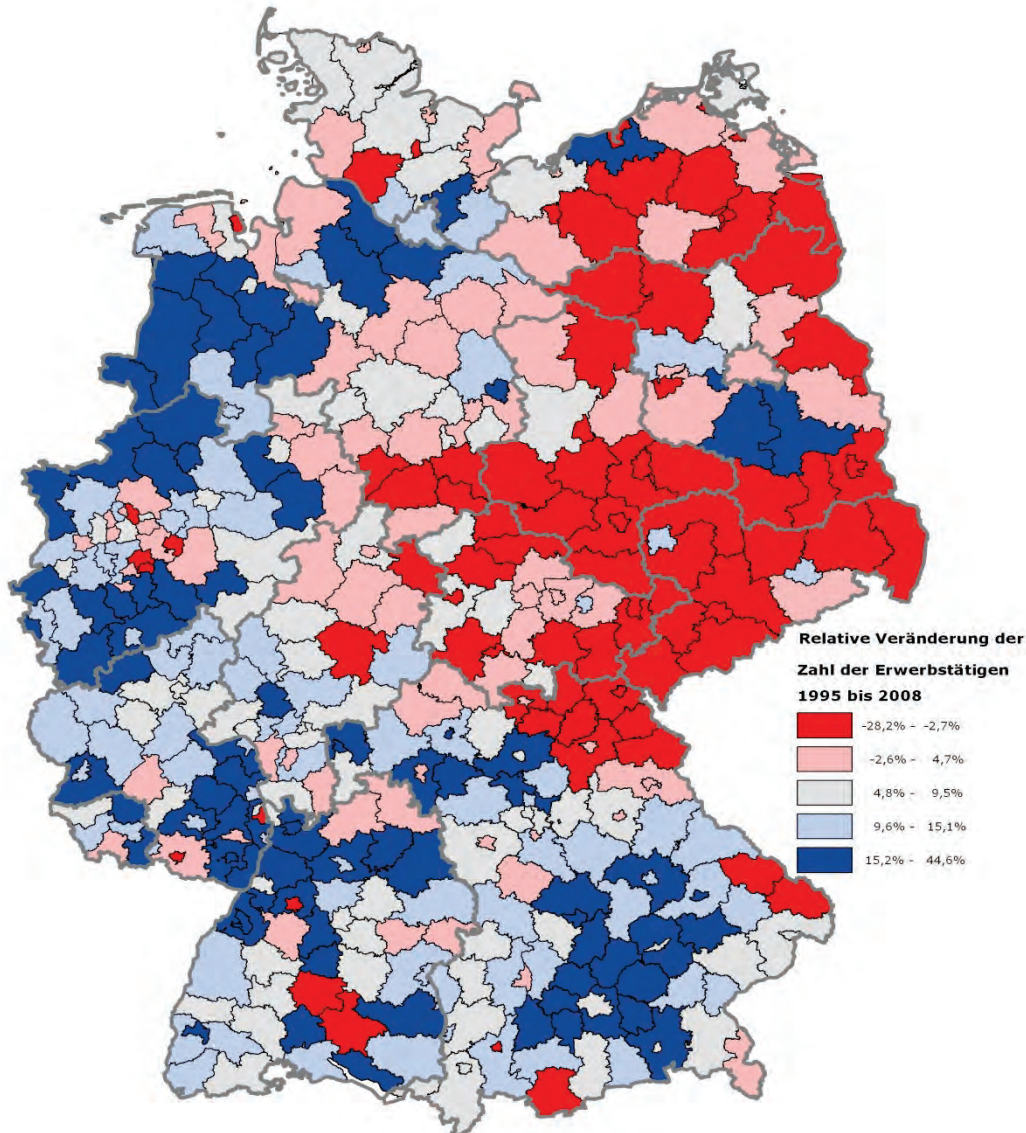 Relative Veränderung der
Zahl der Erwerbstätigen
1995 bis 2008
-28,2% - -2,7%
-2,6% - 4,7%
4,8% - 9,5%
9,6% - 15,1%
15,2% - 44,6%